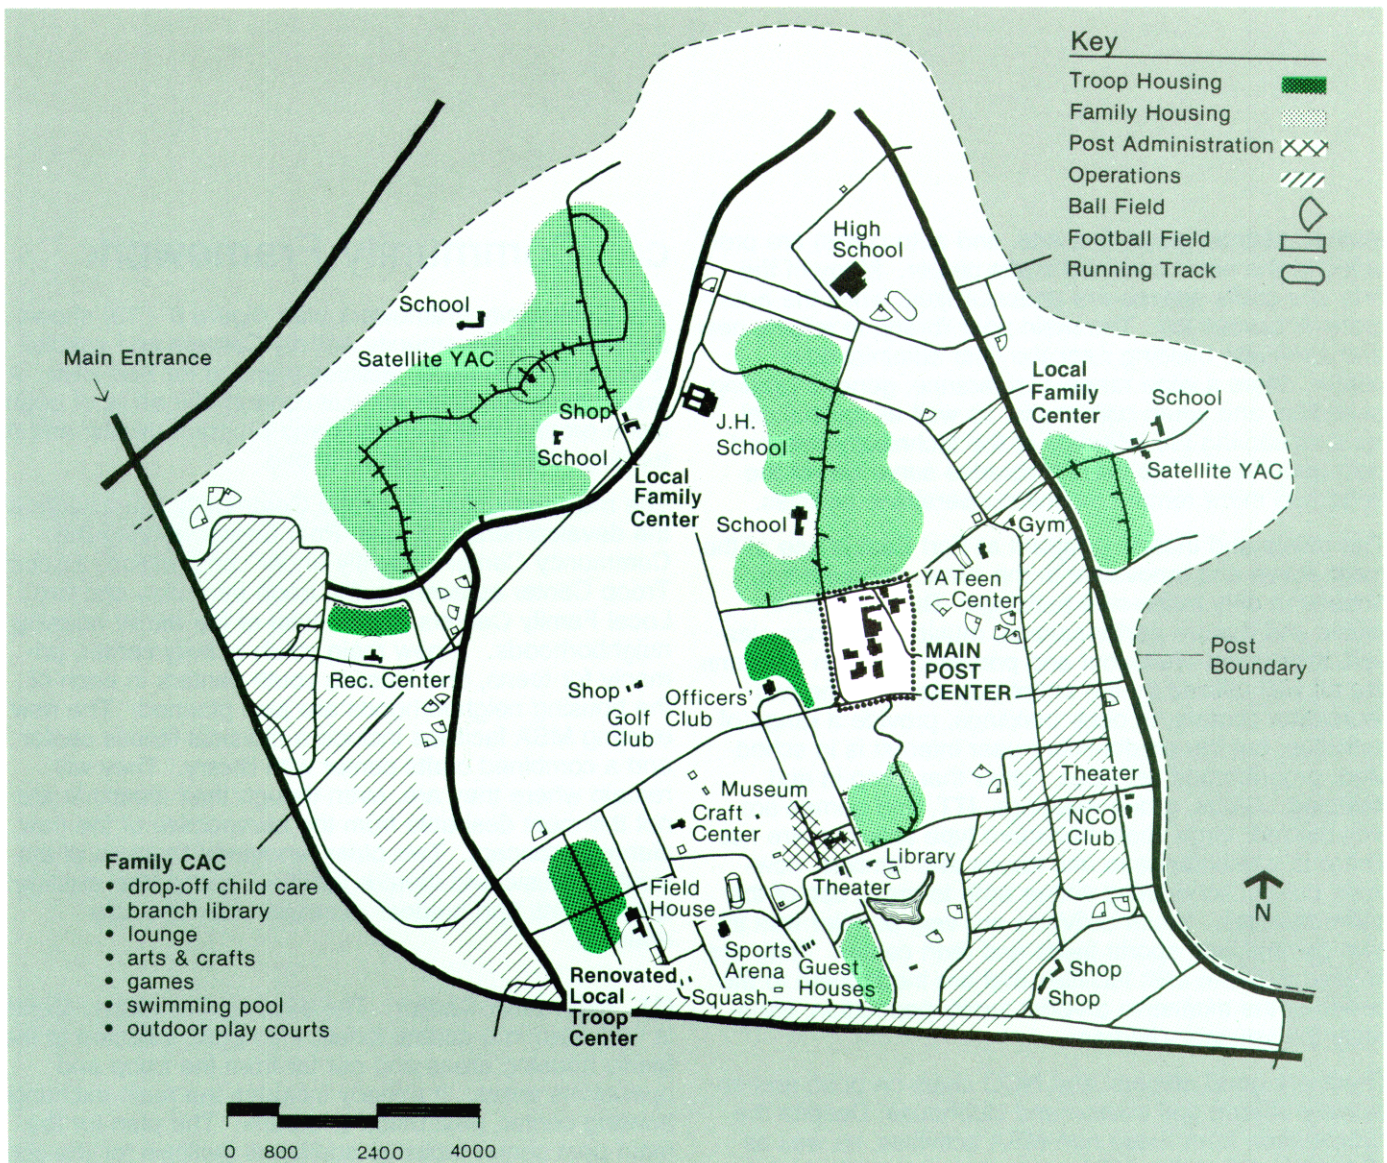 Key
Troop Housing
Family Housing
Post Administration
Operations
Ball Field
Football Field
Running Track
High
School
School
Main Entrance
Satellite YAC
Shop
School
J.H.
School
Local
Family
Center
Local
Family
Center
School
Satellite YAC
School
Gym
YA Teen
Center
MAIN
POST
CENTER
Post
Boundary
Rec. Center
Shop
Golf
Club
Officers'
Club
Museum
Craft
Center
Theater
NCO
Club
Library
Theater
Field
House
Sports
Arena
Guest
Houses
Squash
Renovated
Local
Troop
Center
Shop
Shop
N
Family CAC
• drop-off child care
• branch library
• lounge
• arts & crafts
• games
• swimming pool
• outdoor play courts
0 800 2400 4000